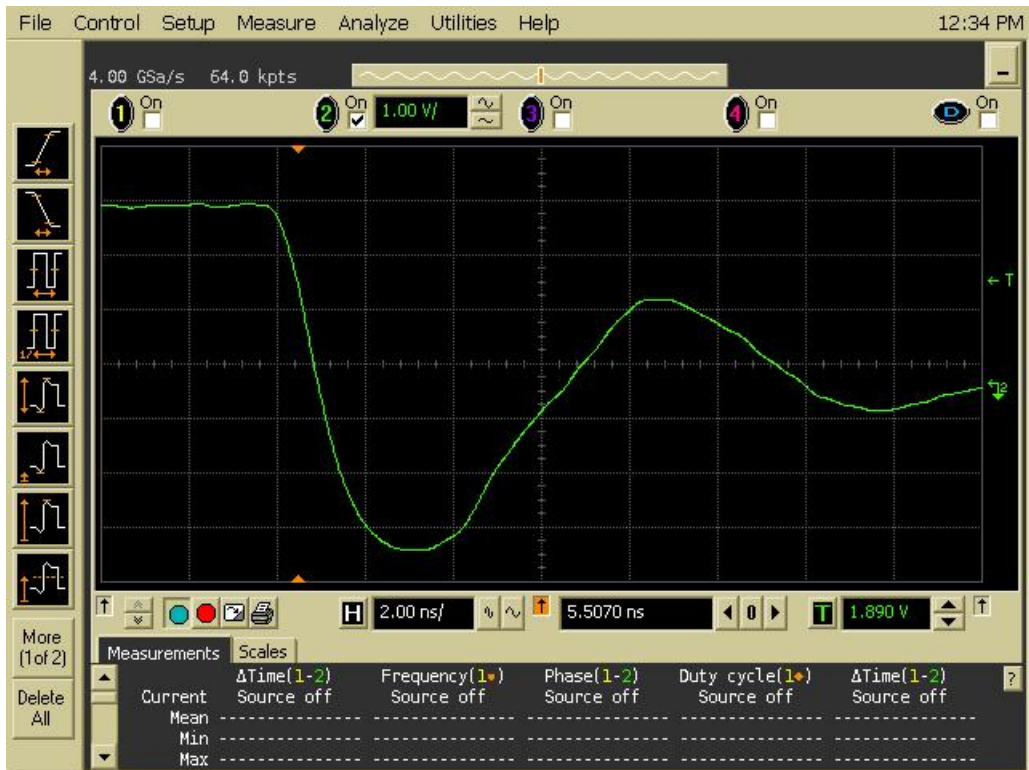 File Control Setup Measure Analyze Utilities Help 12:34 PM
4.00 GSa/s 64.0 kpts
1 On 2 On 1.00 V/ 3 On 4 On D On
T
2
H 2.00 ns/ T 5.5070 ns 0 T 1.890 V
1/
More
(1of 2)
Delete
All
Measurements Scales
ΔTime(1-2) Frequency(1) Phase(1-2) Duty cycle(1) ΔTime(1-2) ?
Current Source off Source off Source off Source off Source off
Mean -------------- -------------- -------------- -------------- --------------
Min -------------- -------------- -------------- -------------- --------------
Max -------------- -------------- -------------- -------------- --------------